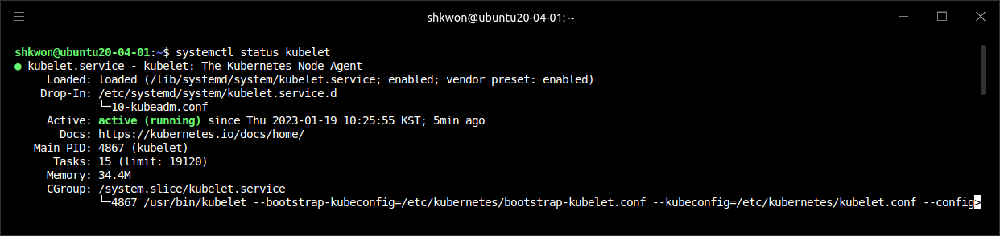 shkwon@ubuntu20-04-01: ~
shkwon@ubuntu20-04-01:~$ systemctl status kubelet
● kubelet.service - kubelet: The Kubernetes Node Agent
     Loaded: loaded (/lib/systemd/system/kubelet.service; enabled; vendor preset: enabled)
    Drop-In: /etc/systemd/system/kubelet.service.d
             └─10-kubeadm.conf
     Active: active (running) since Thu 2023-01-19 10:25:55 KST; 5min ago
       Docs: https://kubernetes.io/docs/home/
   Main PID: 4867 (kubelet)
      Tasks: 15 (limit: 19120)
     Memory: 34.4M
     CGroup: /system.slice/kubelet.service
             └─4867 /usr/bin/kubelet --bootstrap-kubeconfig=/etc/kubernetes/bootstrap-kubelet.conf --kubeconfig=/etc/kubernetes/kubelet.conf --config>